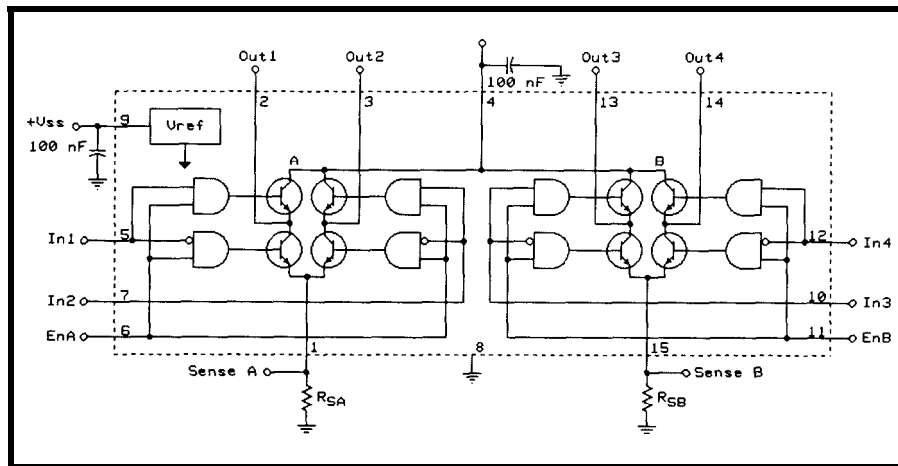 Out1
Out2
Out3
Out4
100 nF
2
3
4
13
14
+Vss
9
Vref
100 nF
A
B
In1
5
12
In4
In2
7
10
In3
EnA
6
11
EnB
1
8
15
Sense A
Sense B
RSA
RSB